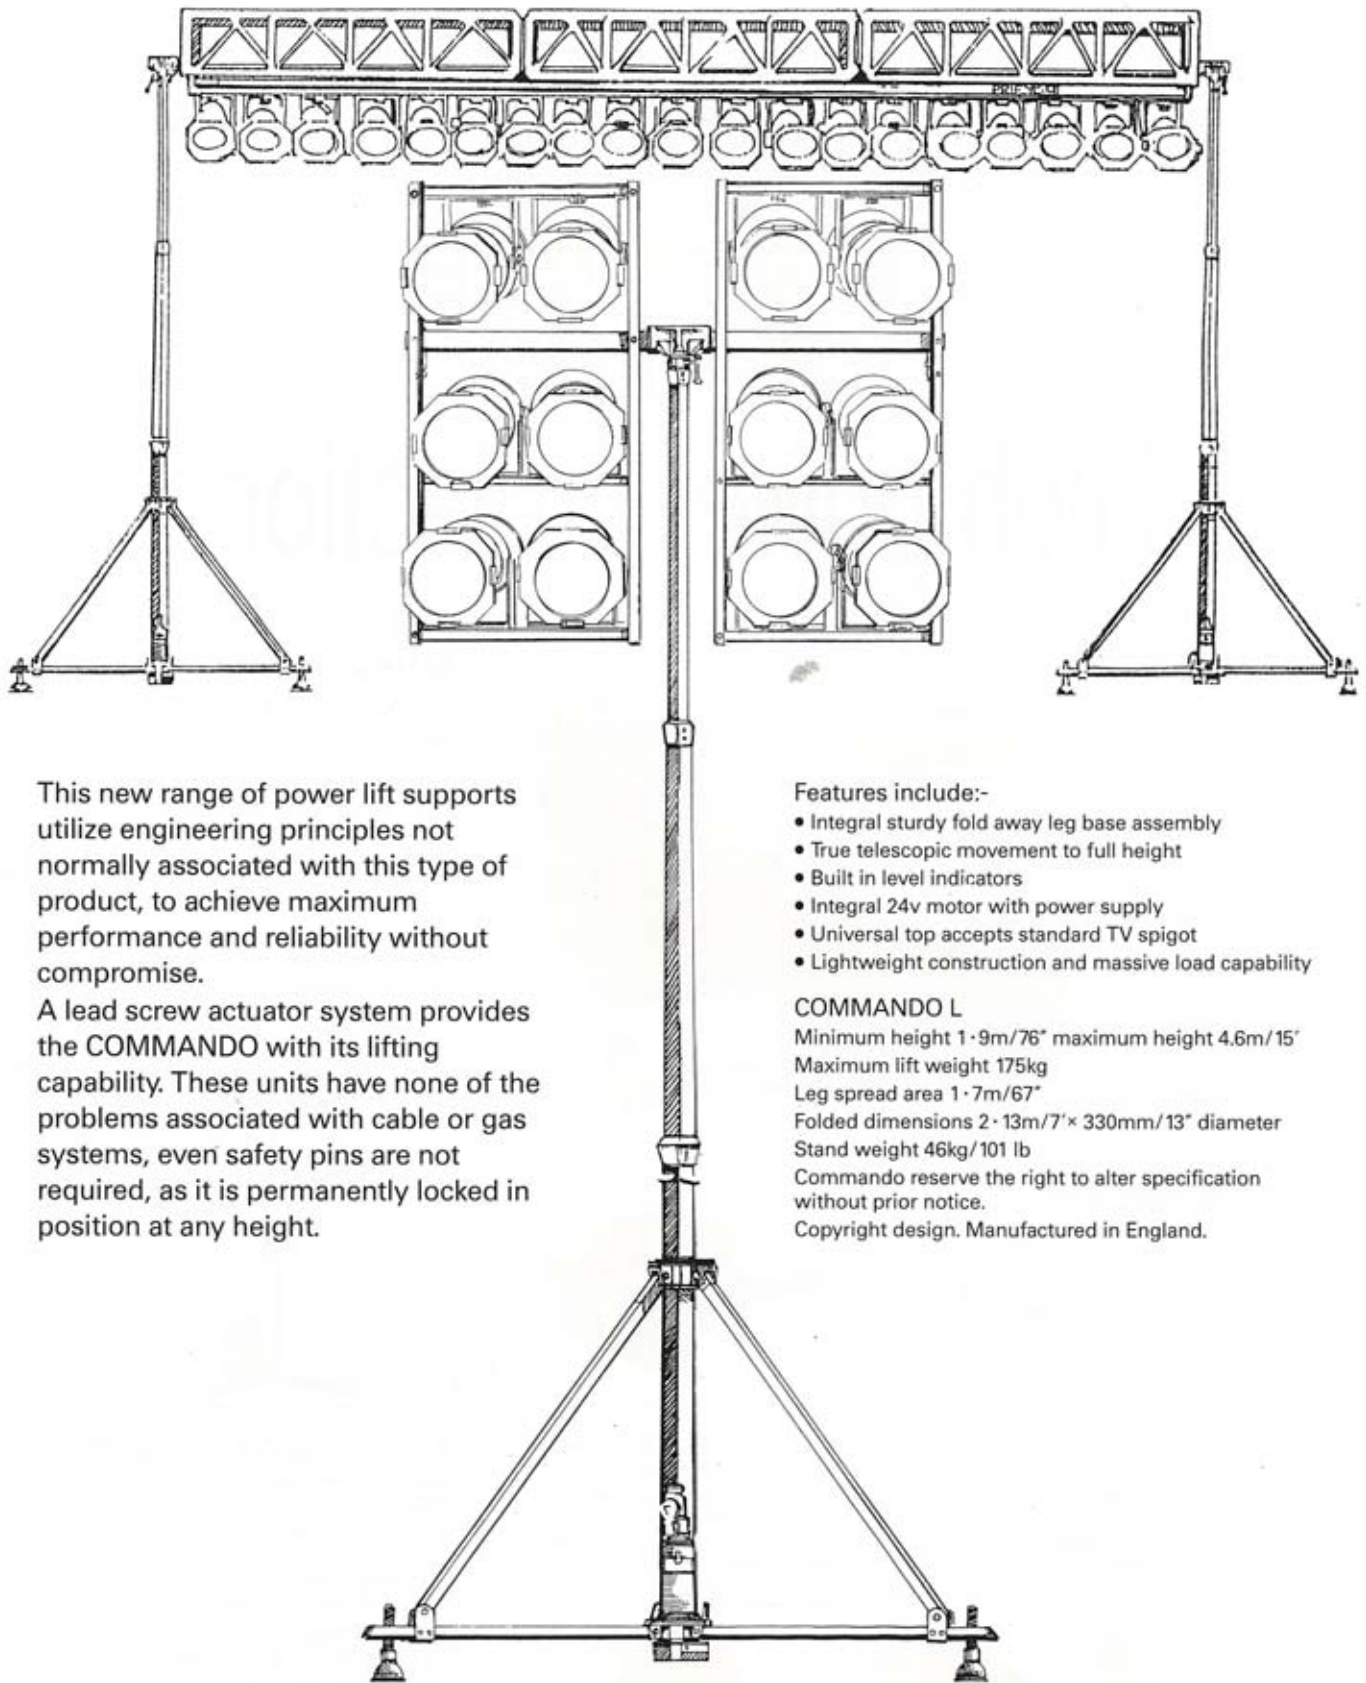 This new range of power lift supports
utilize engineering principles not
normally associated with this type of
product, to achieve maximum
performance and reliability without
compromise.
A lead screw actuator system provides
the COMMANDO with its lifting
capability. These units have none of the
problems associated with cable or gas
systems, even safety pins are not
required, as it is permanently locked in
position at any height.
Features include:-
• Integral sturdy fold away leg base assembly
• True telescopic movement to full height
• Built in level indicators
• Integral 24v motor with power supply
• Universal top accepts standard TV spigot
• Lightweight construction and massive load capability
COMMANDO L
Minimum height 1·9m/76″ maximum height 4.6m/15′
Maximum lift weight 175kg
Leg spread area 1·7m/67″
Folded dimensions 2·13m/7′× 330mm/13″ diameter
Stand weight 46kg/101 lb
Commando reserve the right to alter specification
without prior notice.
Copyright design. Manufactured in England.